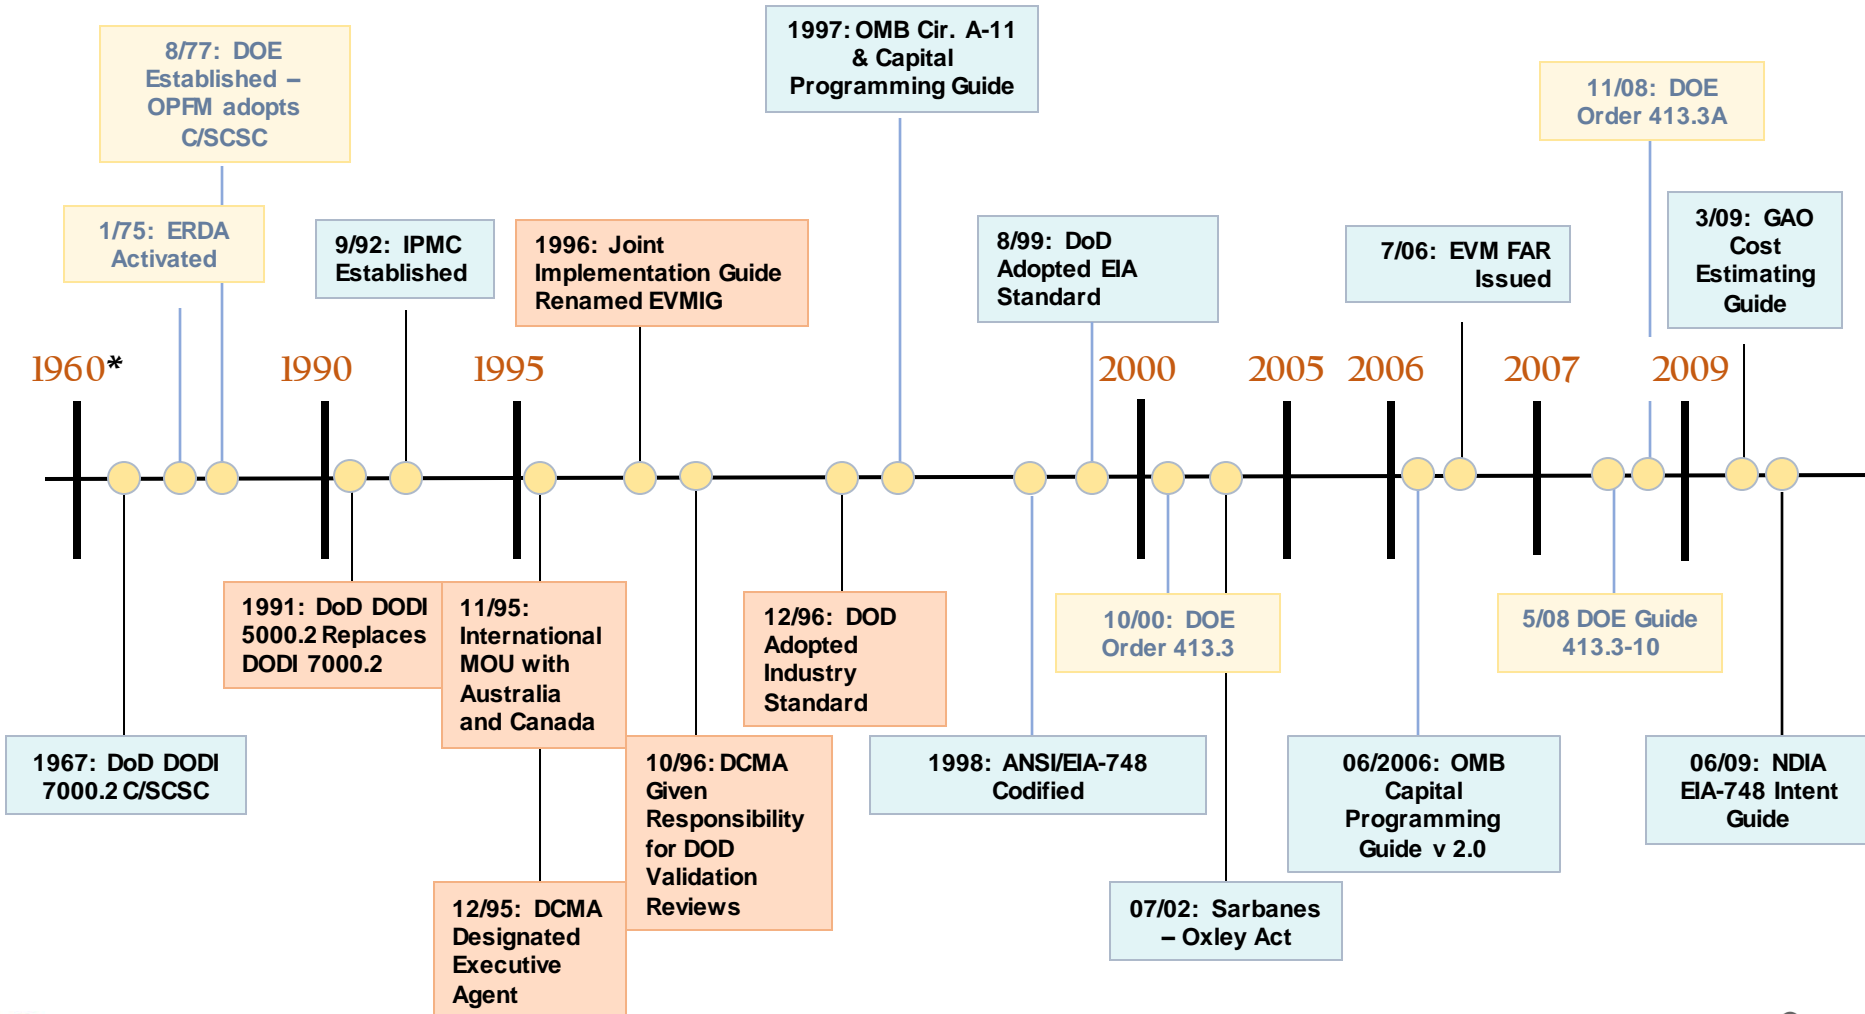 8/77: DOE
Established –
OPFM adopts
C/SCSC
1997: OMB Cir. A-11
& Capital
Programming Guide
11/08: DOE
Order 413.3A
1/75: ERDA
Activated
9/92: IPMC
Established
1996: Joint
Implementation Guide
Renamed EVMIG
8/99: DoD
Adopted EIA
Standard
7/06: EVM FAR
Issued
3/09: GAO
Cost
Estimating
Guide
1960*
1990
1995
2000
2005
2006
2007
2009
1991: DoD DODI
5000.2 Replaces
DODI 7000.2
11/95:
International
MOU with
Australia
and Canada
12/96: DOD
Adopted
Industry
Standard
10/00: DOE
Order 413.3
5/08 DOE Guide
413.3-10
1967: DoD DODI
7000.2 C/SCSC
10/96: DCMA
Given
Responsibility
for DOD
Validation
Reviews
1998: ANSI/EIA-748
Codified
06/2006: OMB
Capital
Programming
Guide v 2.0
06/09: NDIA
EIA-748 Intent
Guide
12/95: DCMA
Designated
Executive
Agent
07/02: Sarbanes
– Oxley Act